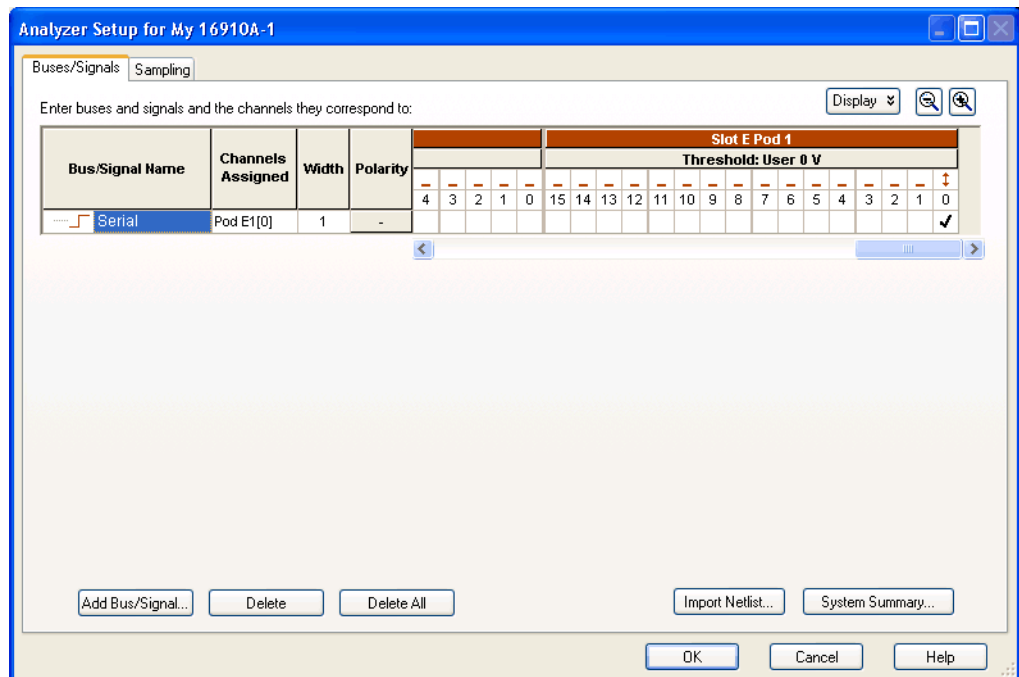 Analyzer Setup for My 16910A-1
Buses/Signals Sampling
Enter buses and signals and the channels they correspond to:
Display
Bus/Signal Name Channels Assigned Width Polarity
Slot E Pod 1
Threshold: User 0 V
4 3 2 1 0 15 14 13 12 11 10 9 8 7 6 5 4 3 2 1 0
Serial Pod E1[0] 1 -
Add Bus/Signal... Delete Delete All Import Netlist... System Summary...
OK Cancel Help